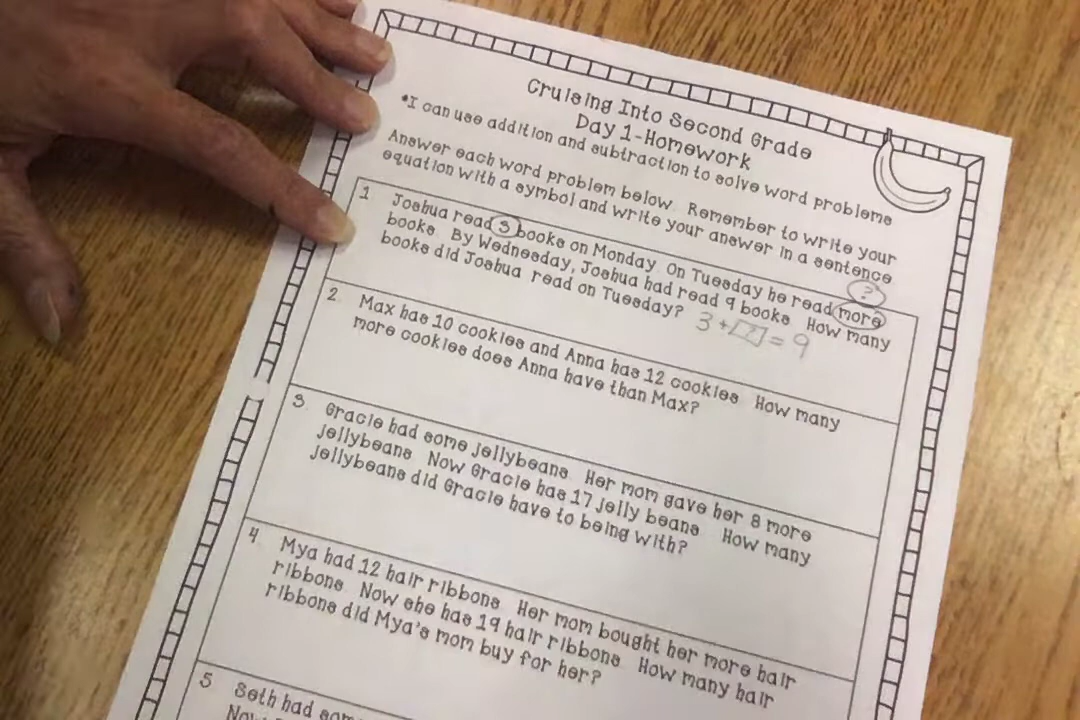 Cruising Into Second Grade
Day 1-Homework
*I can use addition and subtraction to solve word problems
Answer each word problem below. Remember to write your
equation with a symbol and write your answer in a sentence
1. Joshua read 3 books on Monday. On Tuesday he read more
?
books. By Wednesday, Joshua had read 9 books. How many
books did Joshua read on Tuesday? 3+?=9
2. Max has 10 cookies and Anna has 12 cookies. How many
more cookies does Anna have than Max?
3. Gracie had some jellybeans. Her mom gave her 8 more
jellybeans. Now Gracie has 17 jelly beans. How many
jellybeans did Gracie have to being with?
4. Mya had 12 hair ribbons. Her mom bought her more hair
ribbons. Now she has 19 hair ribbons. How many hair
ribbons did Mya's mom buy for her?
5 Seth had